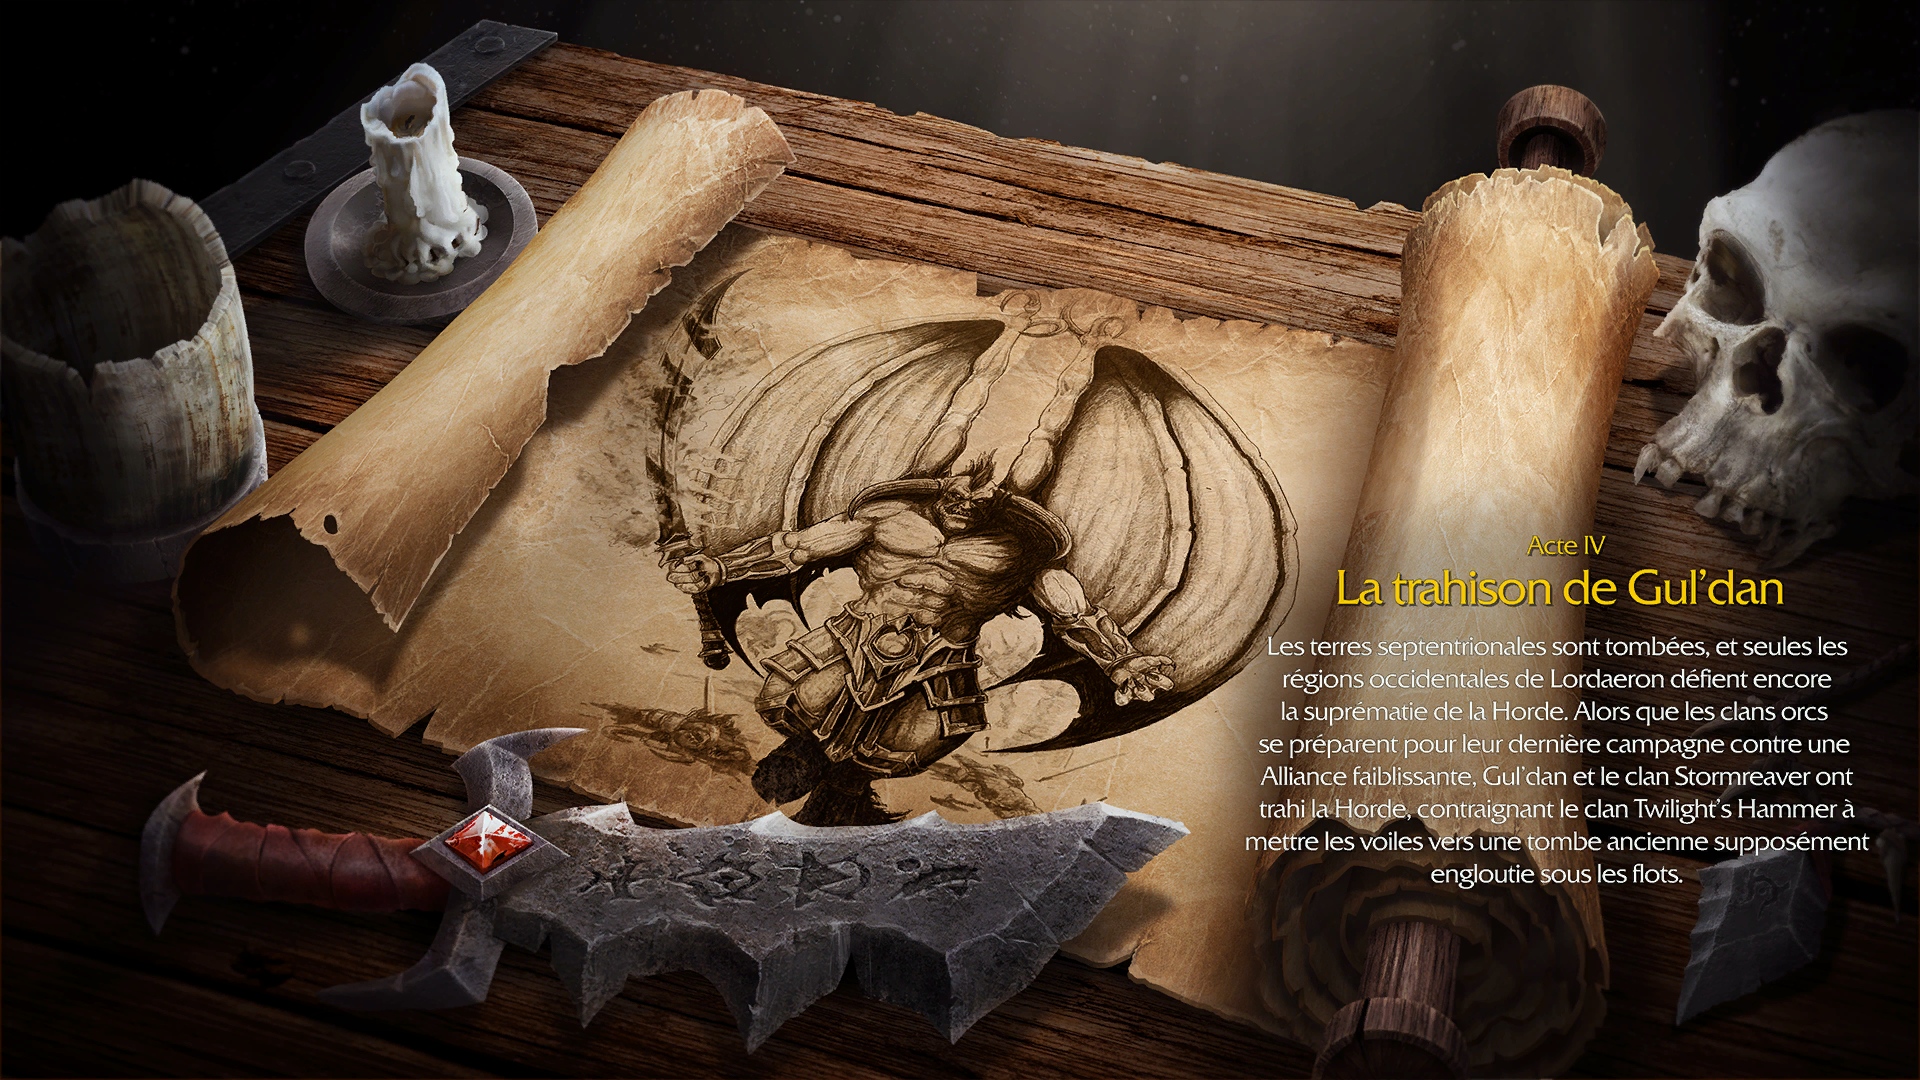 Acte IV
La trahison de Gul'dan
Les terres septentrionales sont tombées, et seules les
régions occidentales de Lordaeron défient encore
la suprématie de la Horde. Alors que les clans orcs
se préparent pour leur dernière campagne contre une
Alliance faiblissante, Gul'dan et le clan Stormreaver ont
trahi la Horde, contraignant le clan Twilight's Hammer à
mettre les voiles vers une tombe ancienne supposément
engloutie sous les flots.